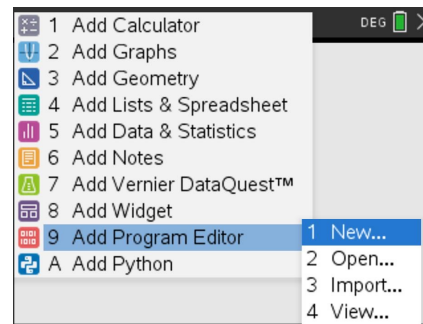 DEG
1 Add Calculator
2 Add Graphs
3 Add Geometry
4 Add Lists & Spreadsheet
5 Add Data & Statistics
6 Add Notes
7 Add Vernier DataQuest™
8 Add Widget
9 Add Program Editor
A Add Python
1 New...
2 Open...
3 Import...
4 View...